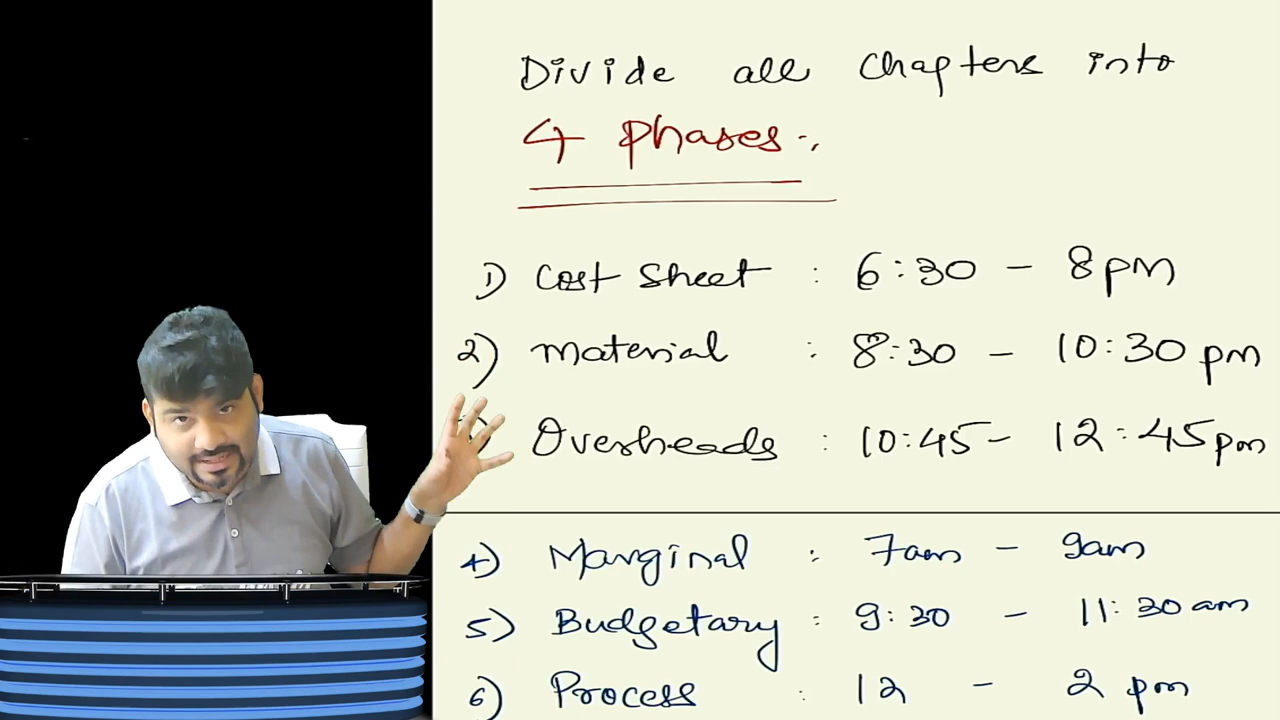 Divide all chapters into
4 Phases :
1) Cost Sheet : 6:30 - 8pm
2) Material : 8:30 - 10:30 pm
Overheads : 10:45 - 12:45 pm
4) Marginal : 7am - 9am
5) Budgetary : 9:30 - 11:30 am
6) Process : 12 - 2 pm